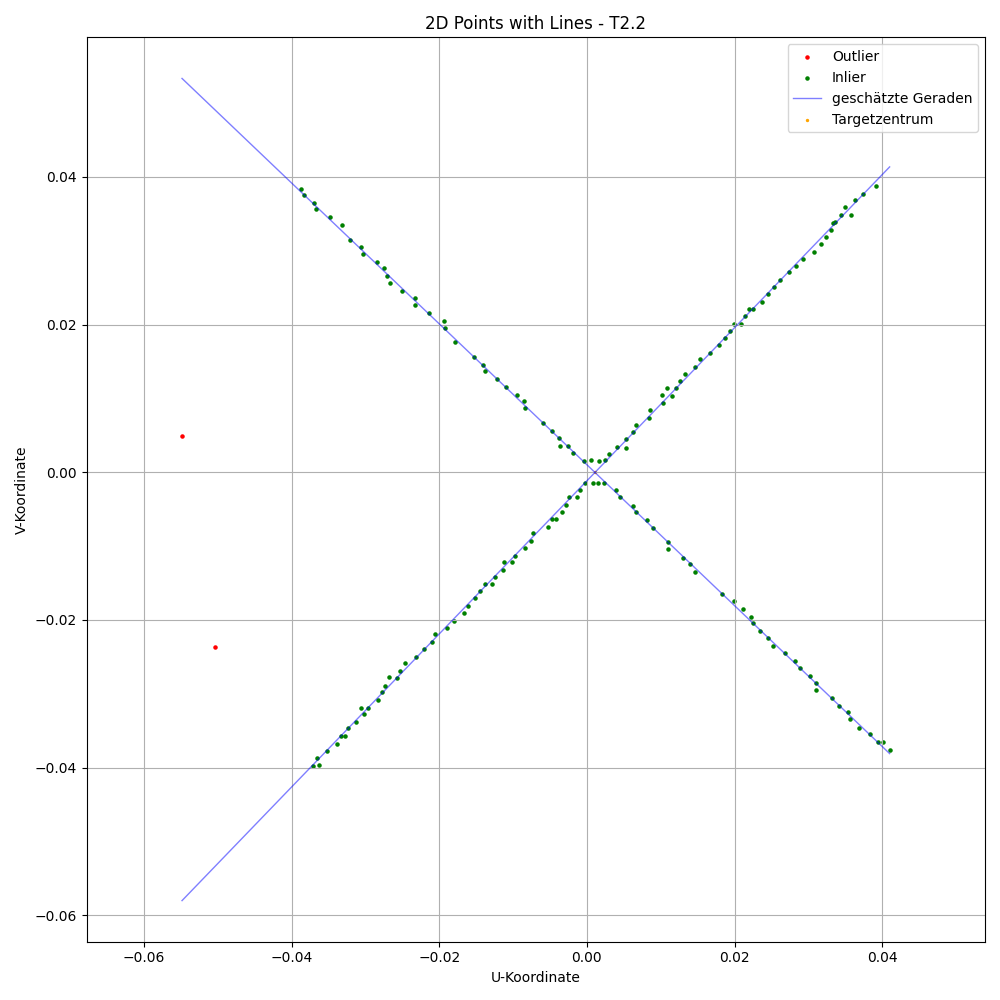 2D Points with Lines - T2.2
Outlier
Inlier
geschätzte Geraden
Targetzentrum
0.04
0.02
0.00
−0.02
−0.04
−0.06
V-Koordinate
−0.06 −0.04 −0.02 0.00 0.02 0.04
U-Koordinate